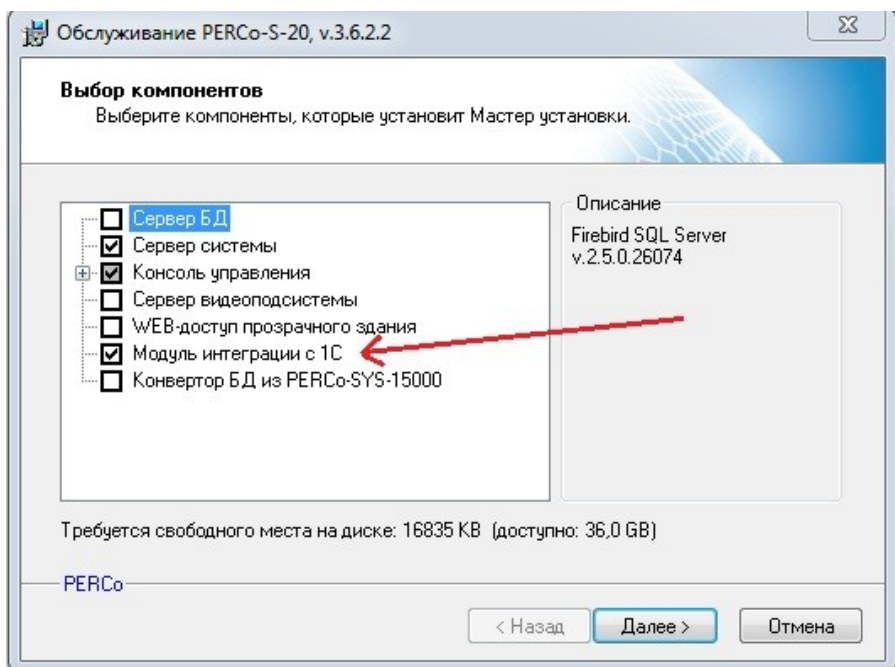 Обслуживание PERCo-S-20, v.3.6.2.2
Выбор компонентов
Выберите компоненты, которые установит Мастер установки.
Сервер БД
Сервер системы
Консоль управления
Сервер видеоподсистемы
WEB-доступ прозрачного здания
Модуль интеграции с 1С
Конвертор БД из PERCo-SYS-15000
Описание
Firebird SQL Server
v.2.5.0.26074
Требуется свободного места на диске: 16835 KB (доступно: 36,0 GB)
PERCo
< Назад
Далее >
Отмена